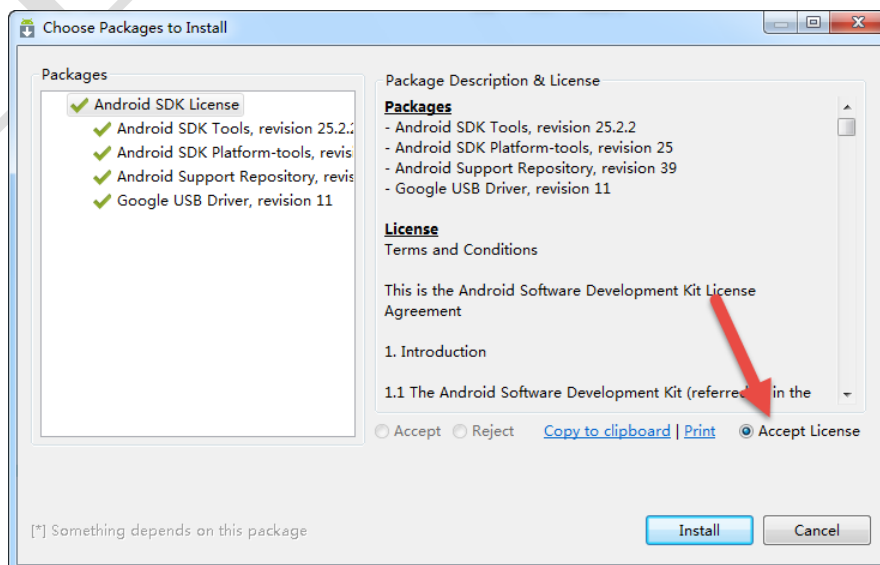 Choose Packages to Install
Packages
Android SDK License
Android SDK Tools, revision 25.2.2
Android SDK Platform-tools, revis
Android Support Repository, revis
Google USB Driver, revision 11
Package Description & License
Packages
- Android SDK Tools, revision 25.2.2
- Android SDK Platform-tools, revision 25
- Android Support Repository, revision 39
- Google USB Driver, revision 11
License
Terms and Conditions
This is the Android Software Development Kit License
Agreement
1. Introduction
1.1 The Android Software Development Kit (referred in the
Accept Reject Copy to clipboard | Print Accept License
[*] Something depends on this package
Install Cancel